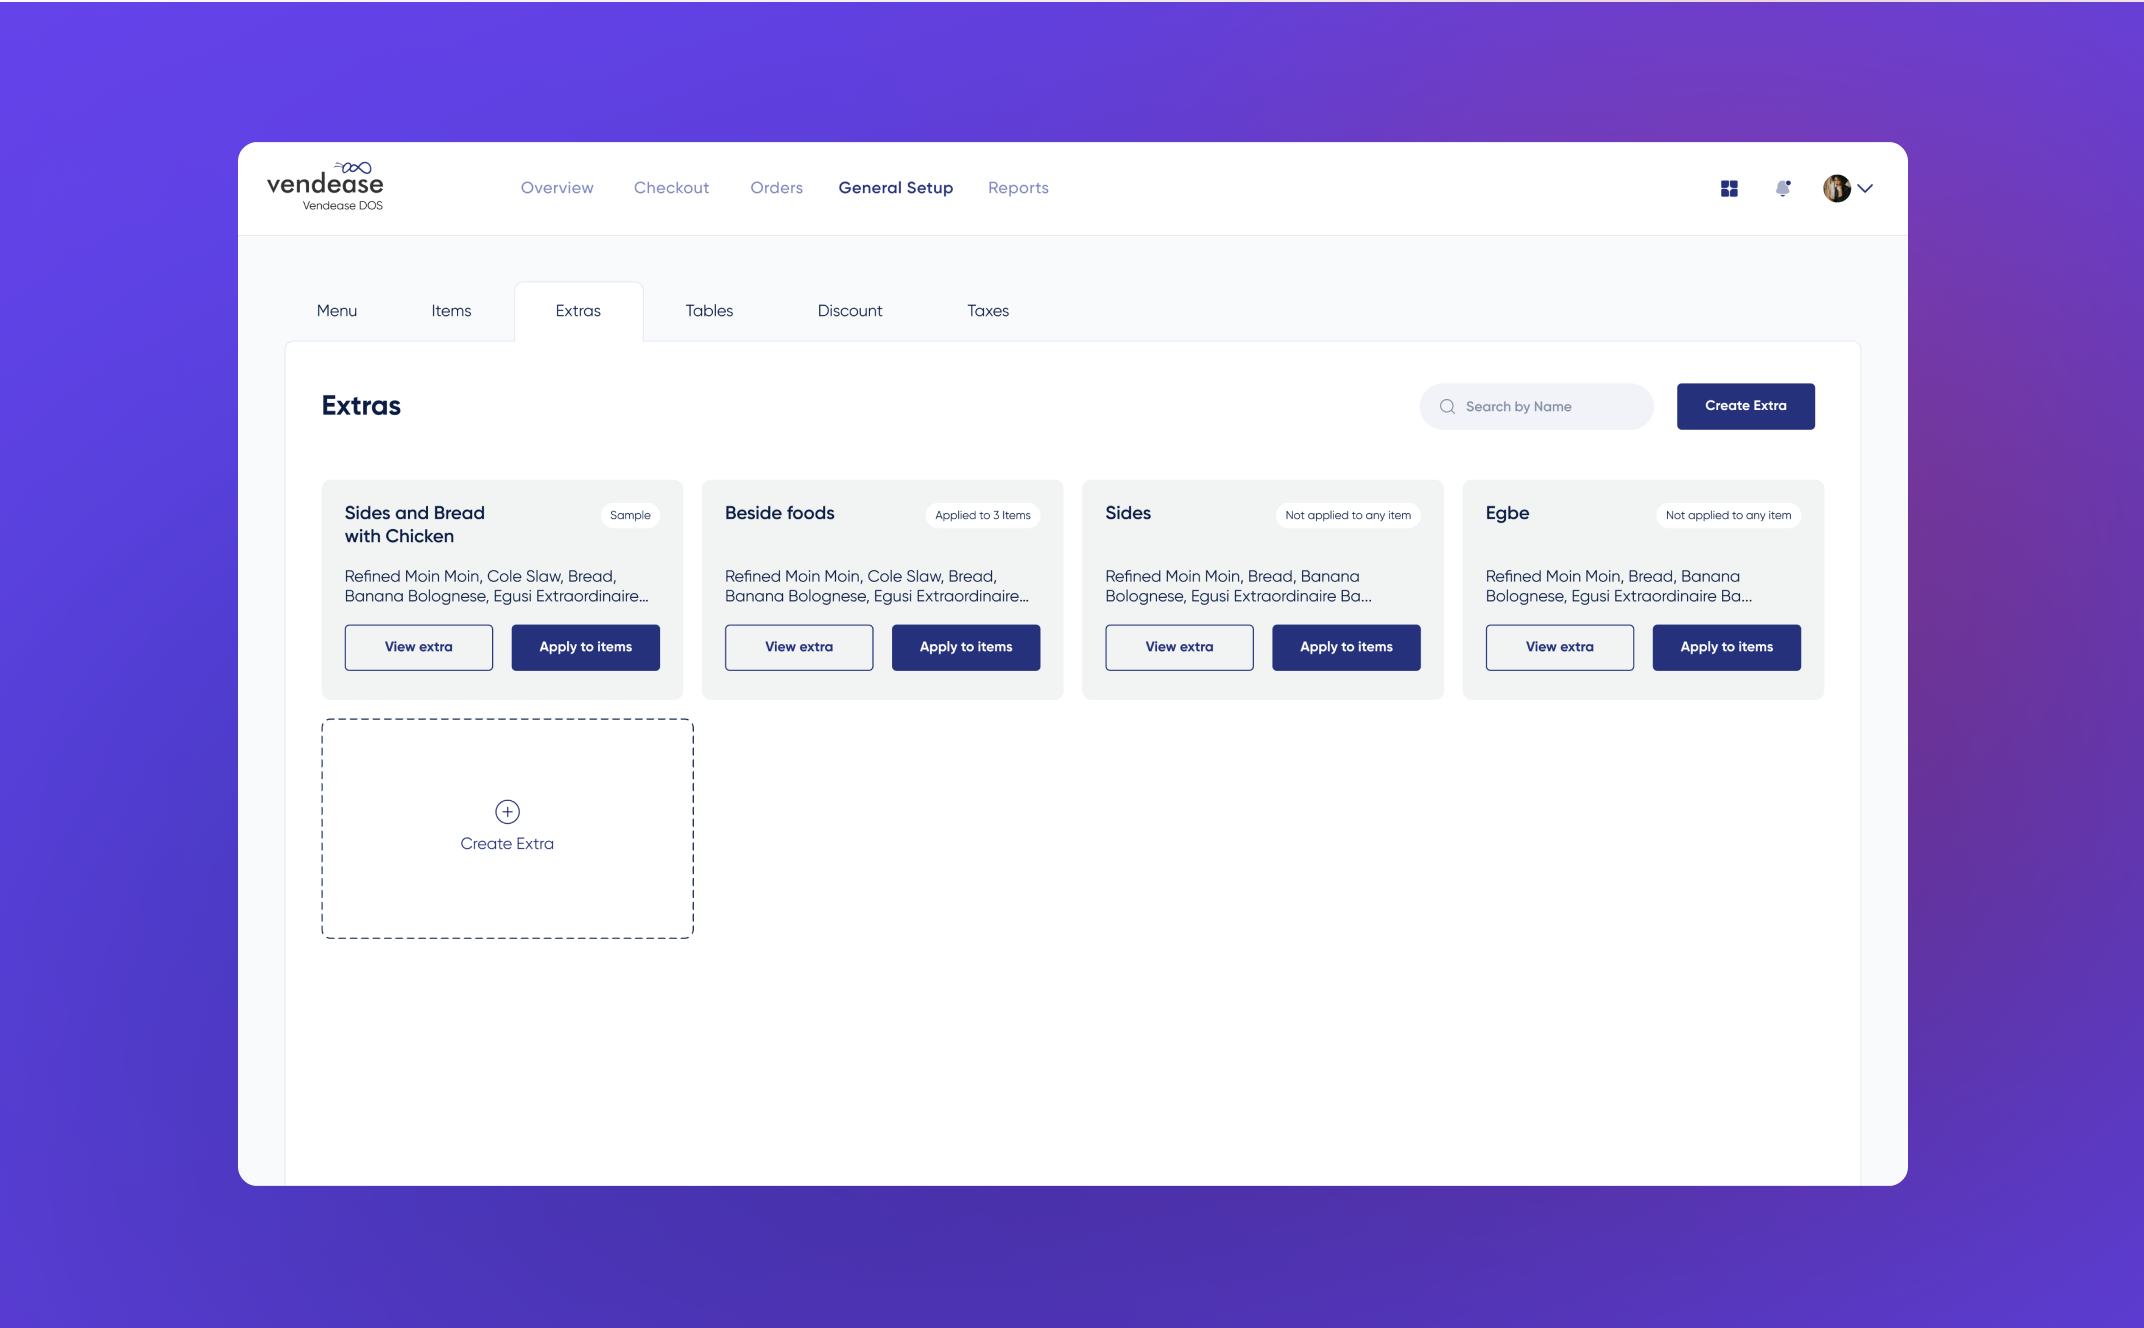 vendease
Vendease DOS
Overview
Checkout
Orders
General Setup
Reports
Menu
Items
Extras
Tables
Discount
Taxes
Extras
Search by Name
Create Extra
Sides and Bread
with Chicken
Sample
Refined Moin Moin, Cole Slaw, Bread,
Banana Bolognese, Egusi Extraordinaire...
View extra
Apply to items
Beside foods
Applied to 3 Items
Refined Moin Moin, Cole Slaw, Bread,
Banana Bolognese, Egusi Extraordinaire...
View extra
Apply to items
Sides
Not applied to any item
Refined Moin Moin, Bread, Banana
Bolognese, Egusi Extraordinaire Ba...
View extra
Apply to items
Egbe
Not applied to any item
Refined Moin Moin, Bread, Banana
Bolognese, Egusi Extraordinaire Ba...
View extra
Apply to items
Create Extra